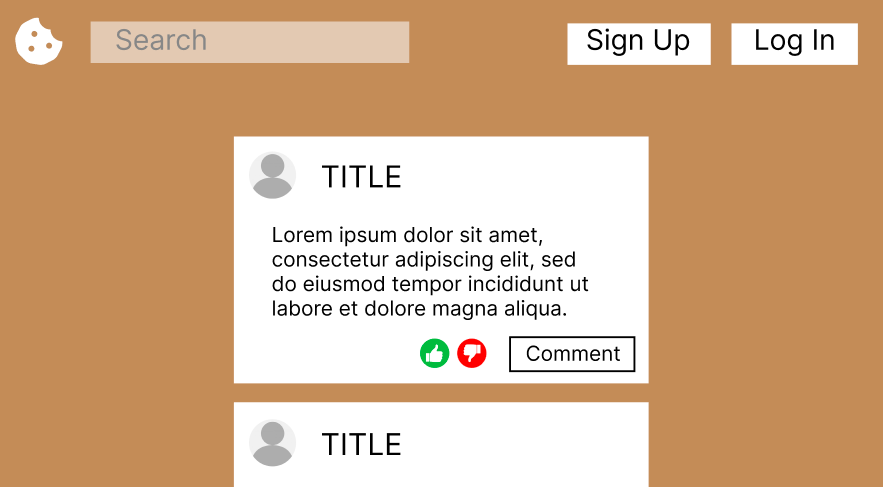 Search
Sign Up
Log In
TITLE
Lorem ipsum dolor sit amet,
consectetur adipiscing elit, sed
do eiusmod tempor incididunt ut
labore et dolore magna aliqua.
Comment
TITLE